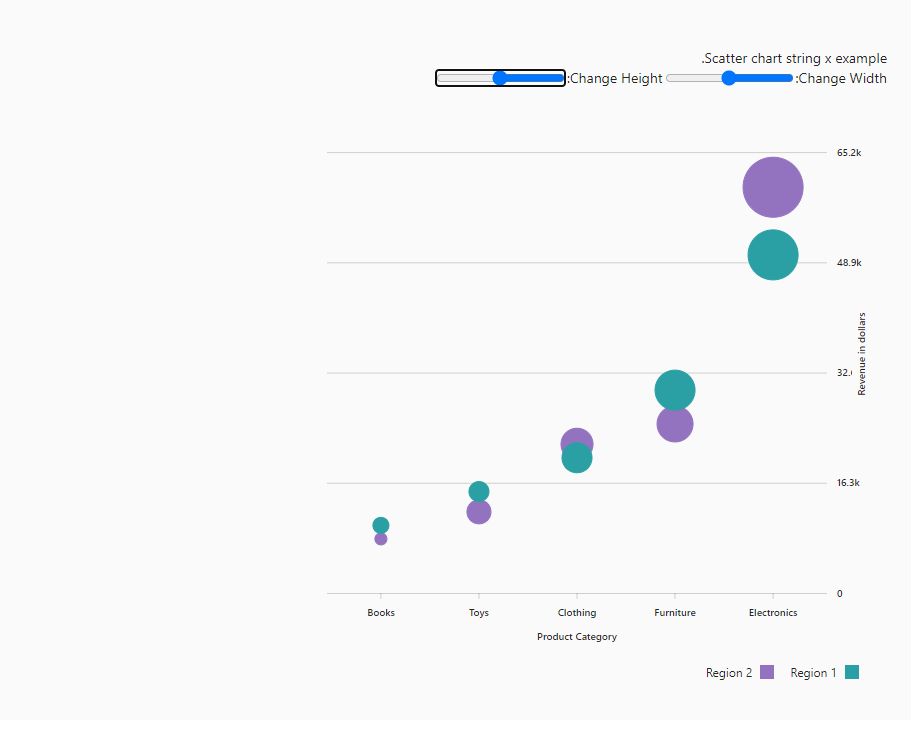 .Scatter chart string x example
:Change Height :Change Width
65.2k
48.9k
32.
16.3k
0
Revenue in dollars
Books Toys Clothing Furniture Electronics
Product Category
Region 2 Region 1